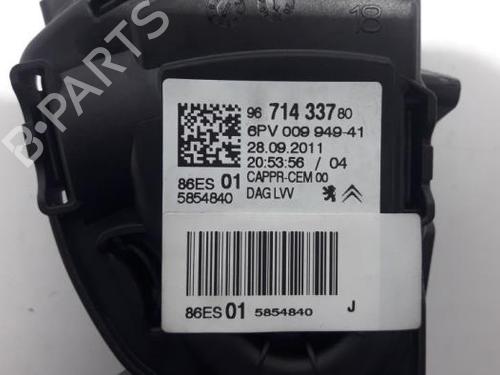 18
96 714 337 80
6PV 009 949-41
28.09.2011
20:53:56 / 04
86ES 01 CAPPR-CEM 00
5854840 DAG LVV
86ES 01 5854840 J
B-PARTS